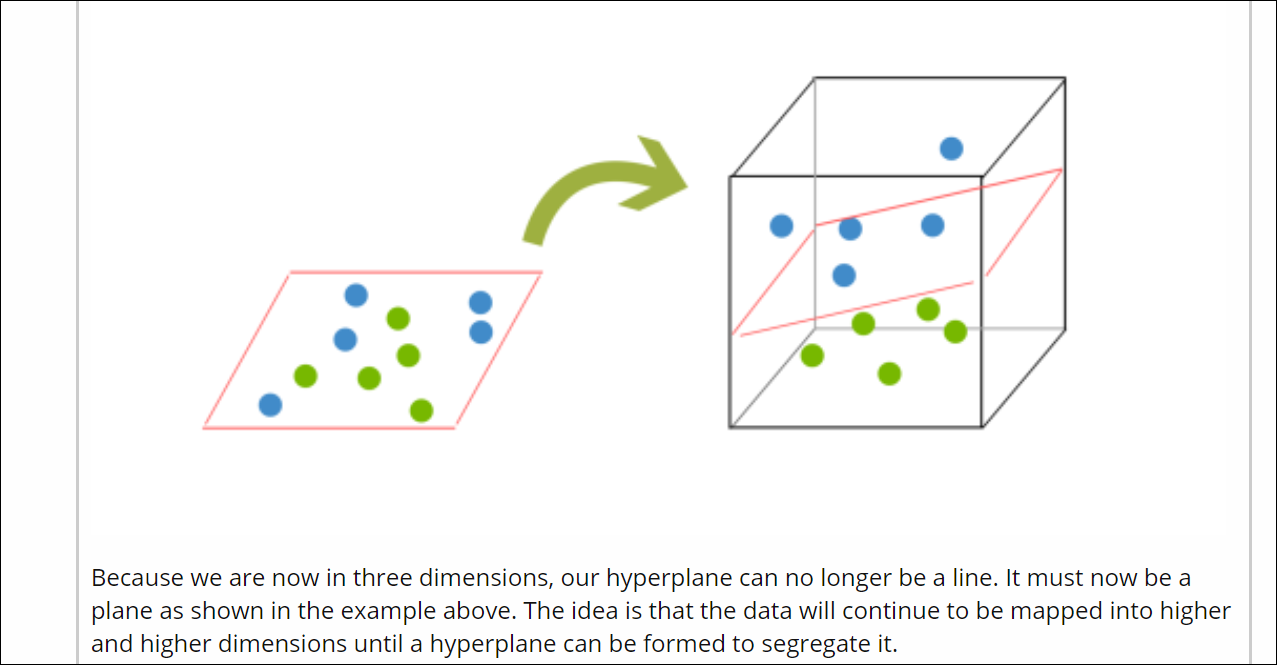 Because we are now in three dimensions, our hyperplane can no longer be a line. It must now be a
plane as shown in the example above. The idea is that the data will continue to be mapped into higher
and higher dimensions until a hyperplane can be formed to segregate it.